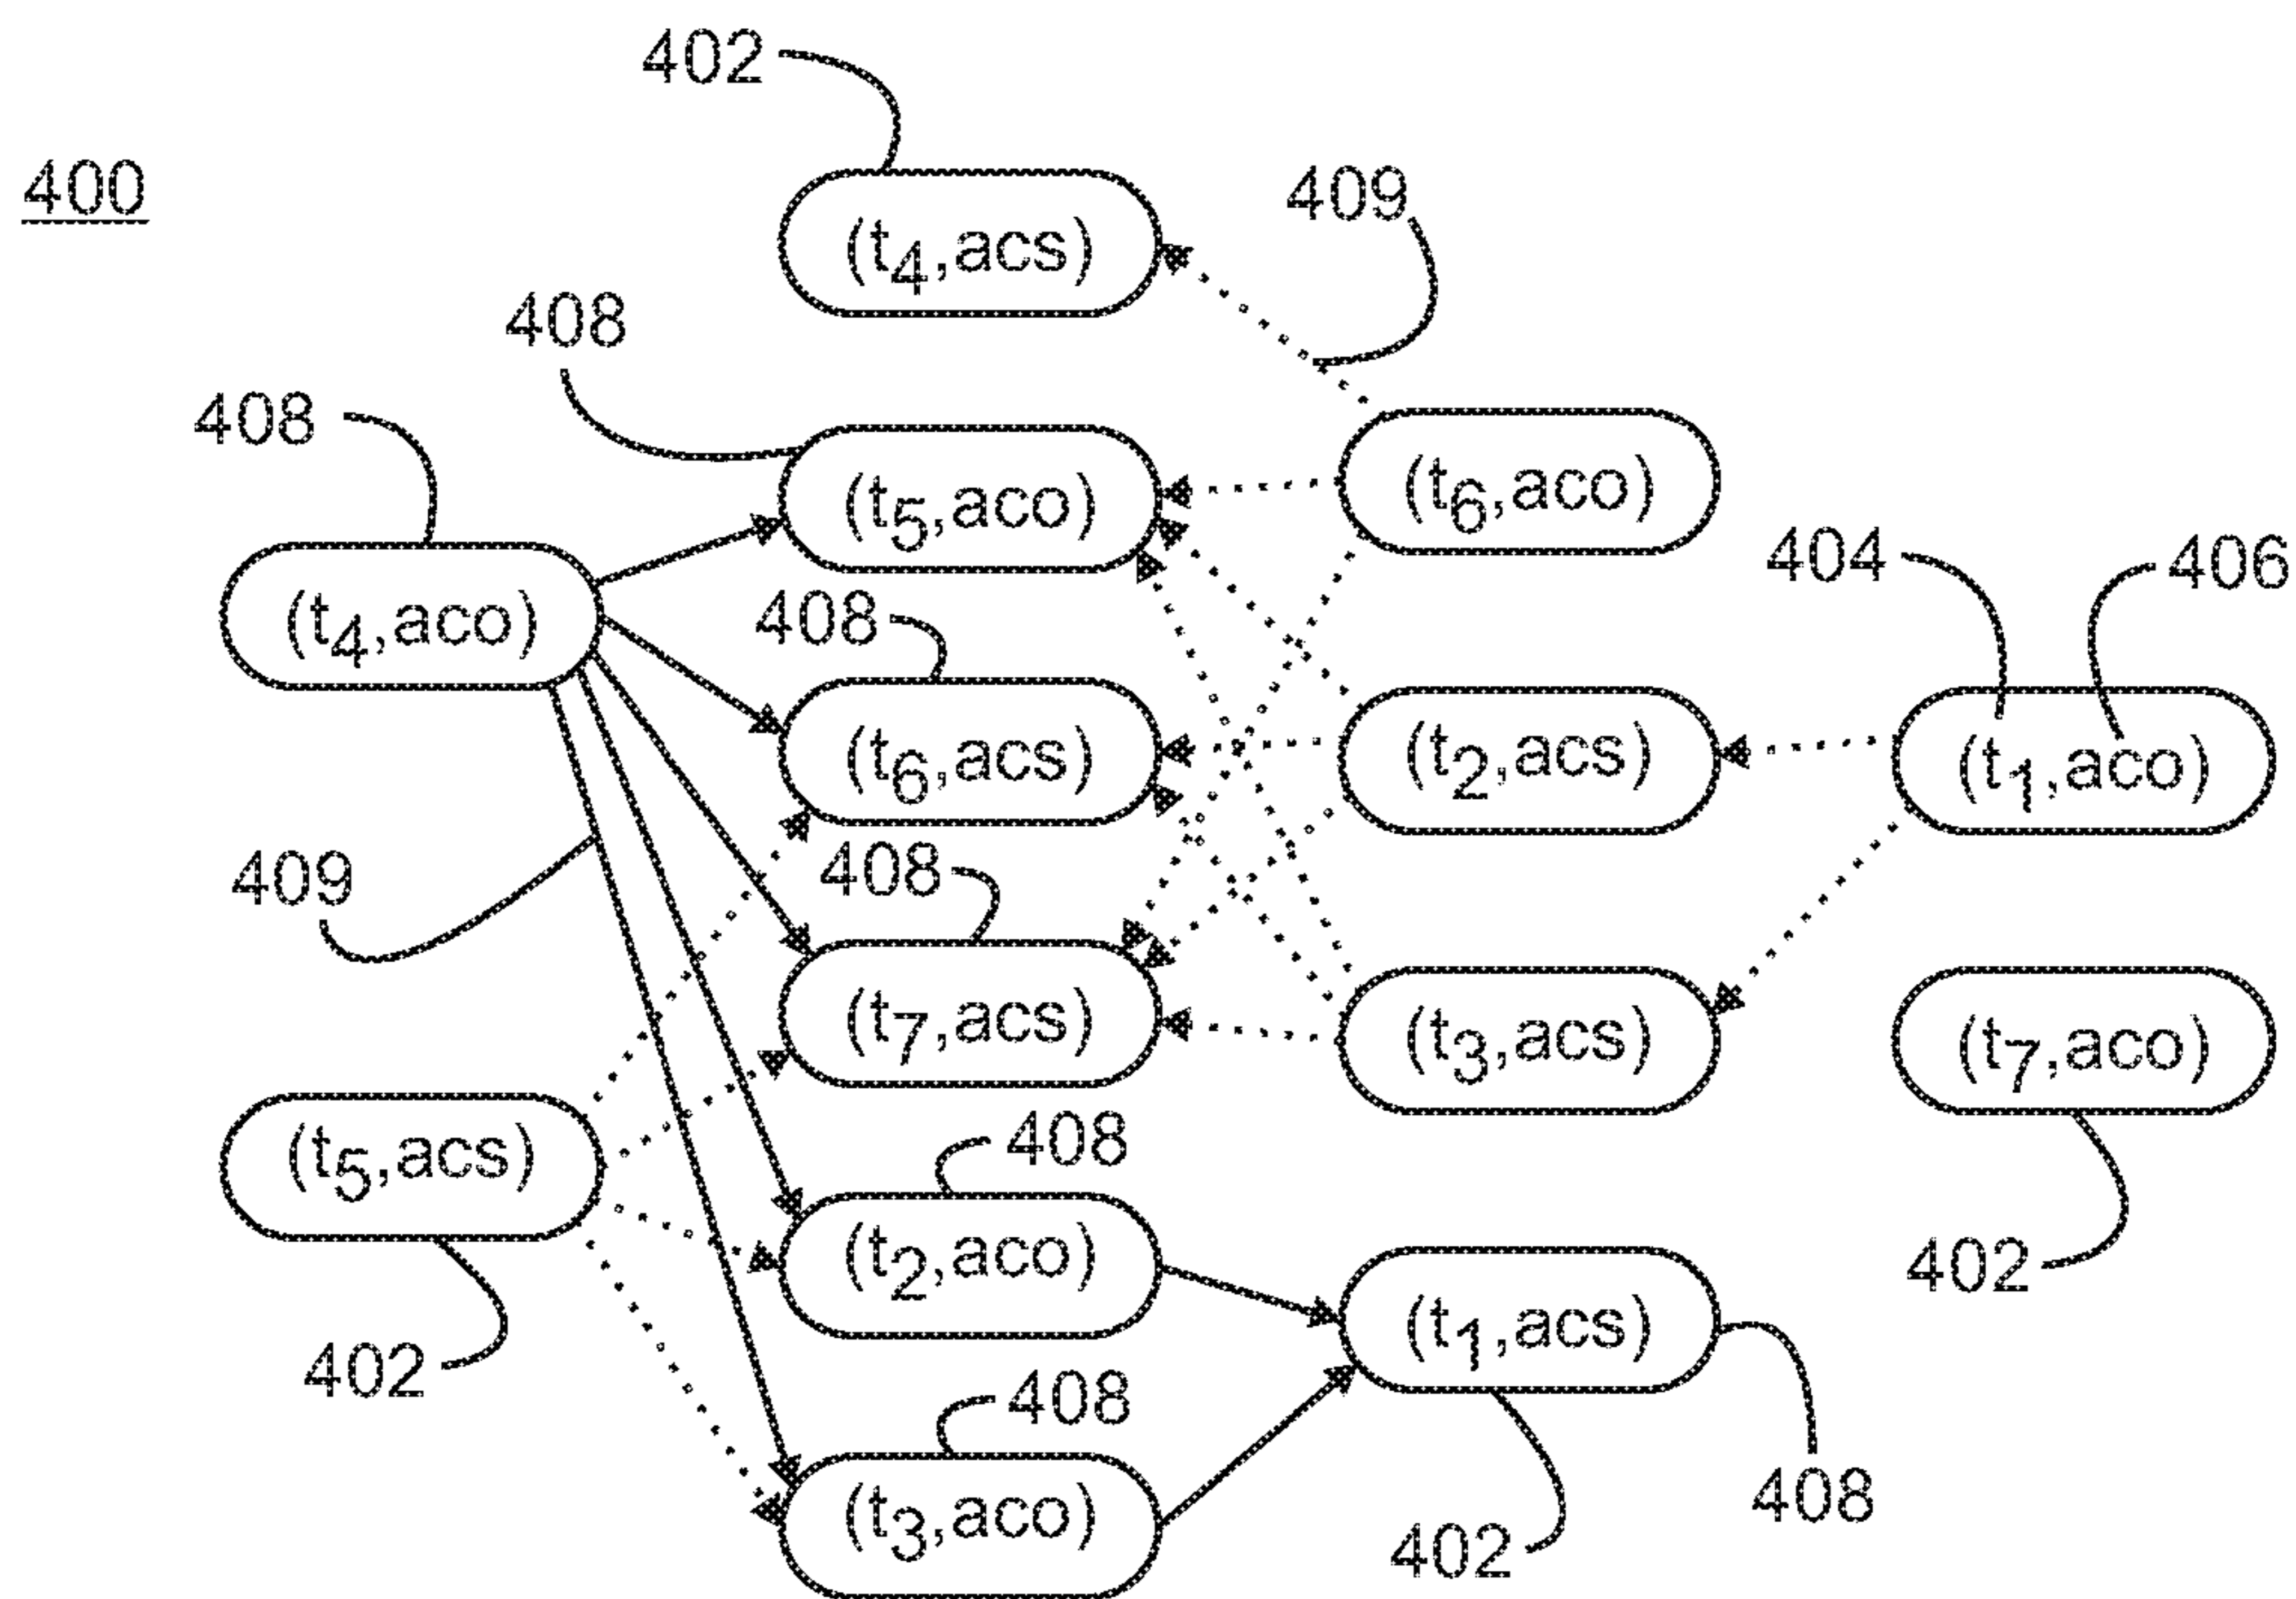 402
400
409
(t4,acs)
408
408
(t5,aco)
(t6,aco)
404
406
(t4,aco)
408
(t6,acs)
(t2,acs)
(t1,aco)
409
408
(t7,acs)
(t3,acs)
(t7,aco)
408
(t5,acs)
(t2,aco)
402
(t1,acs)
402
408
408
(t3,aco)
402